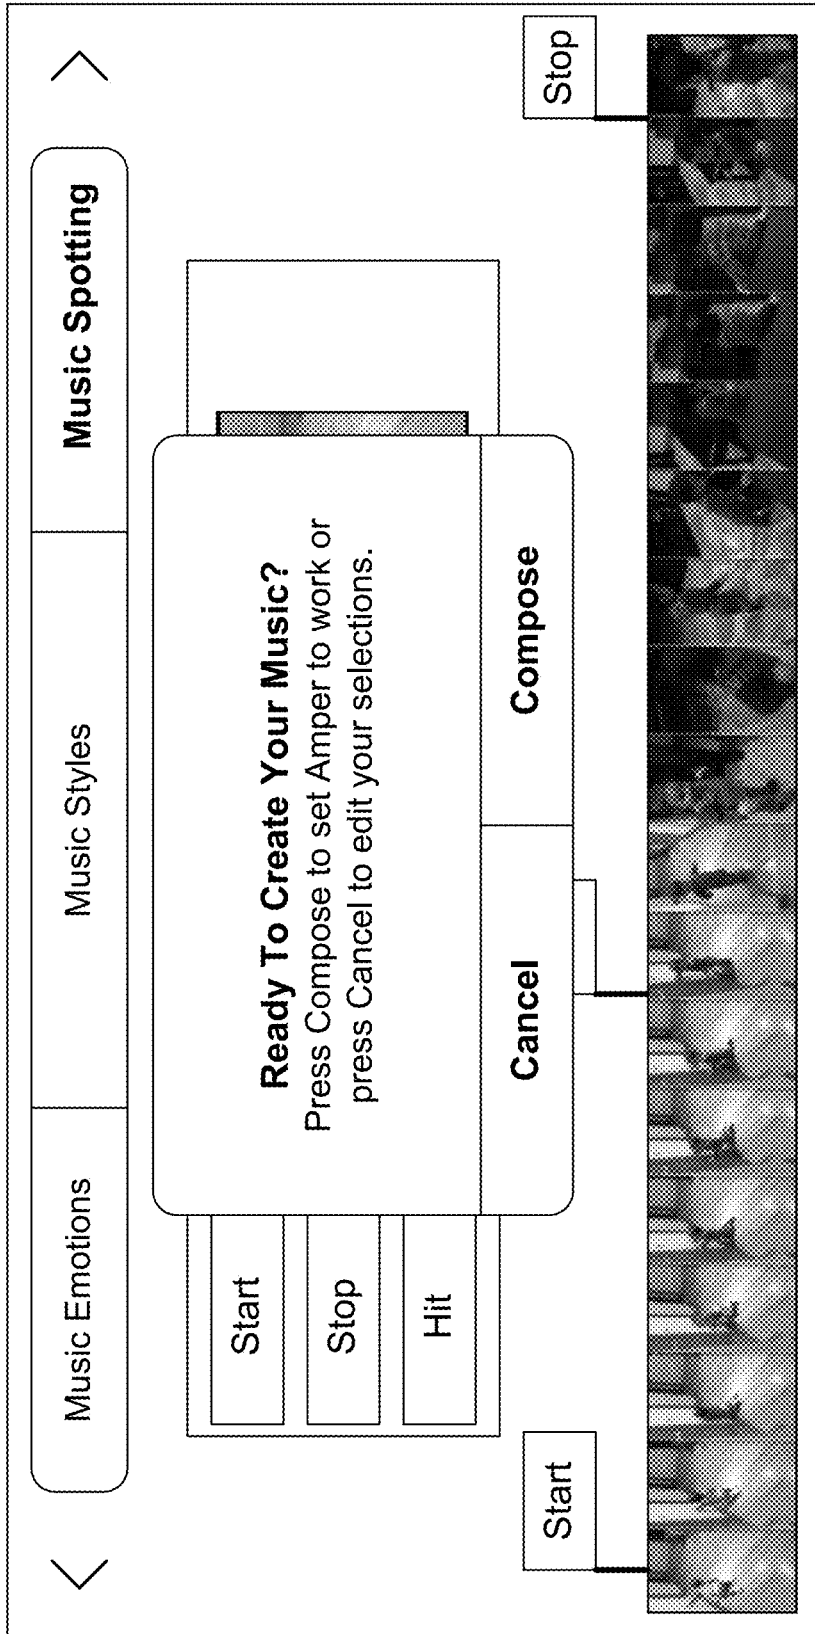 Music Emotions
Music Styles
Music Spotting
Start
Stop
Hit
Ready To Create Your Music?
Press Compose to set Amper to work or
press Cancel to edit your selections.
Cancel
Compose
Start
Stop